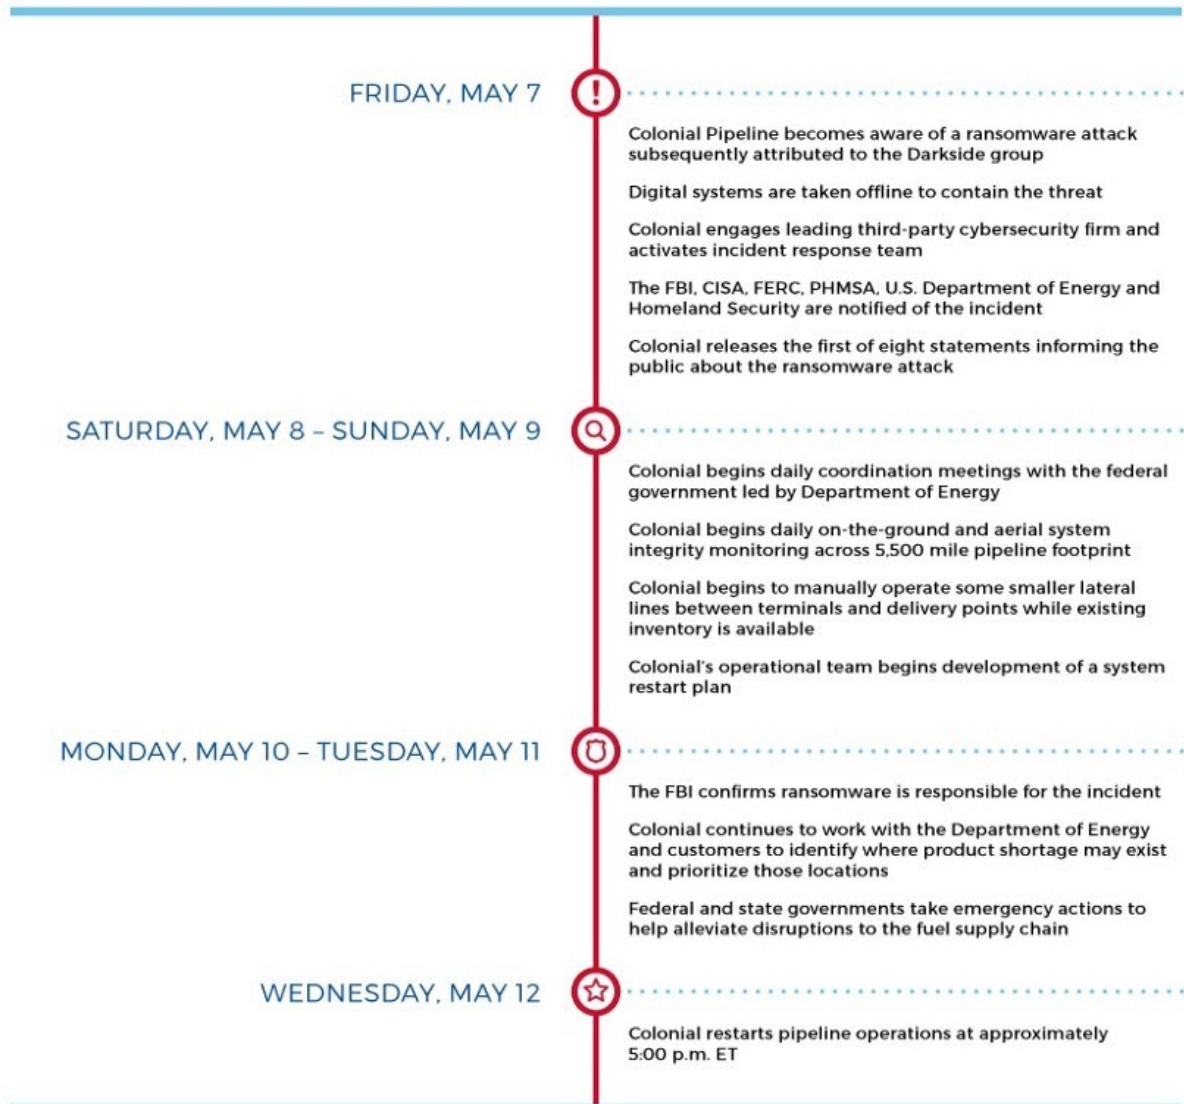 FRIDAY, MAY 7
Colonial Pipeline becomes aware of a ransomware attack
subsequently attributed to the Darkside group
Digital systems are taken offline to contain the threat
Colonial engages leading third-party cybersecurity firm and
activates incident response team
The FBI, CISA, FERC, PHMSA, U.S. Department of Energy and
Homeland Security are notified of the incident
Colonial releases the first of eight statements informing the
public about the ransomware attack
SATURDAY, MAY 8 – SUNDAY, MAY 9
Colonial begins daily coordination meetings with the federal
government led by Department of Energy
Colonial begins daily on-the-ground and aerial system
integrity monitoring across 5,500 mile pipeline footprint
Colonial begins to manually operate some smaller lateral
lines between terminals and delivery points while existing
inventory is available
Colonial's operational team begins development of a system
restart plan
MONDAY, MAY 10 – TUESDAY, MAY 11
The FBI confirms ransomware is responsible for the incident
Colonial continues to work with the Department of Energy
and customers to identify where product shortage may exist
and prioritize those locations
Federal and state governments take emergency actions to
help alleviate disruptions to the fuel supply chain
WEDNESDAY, MAY 12
Colonial restarts pipeline operations at approximately
5:00 p.m. ET